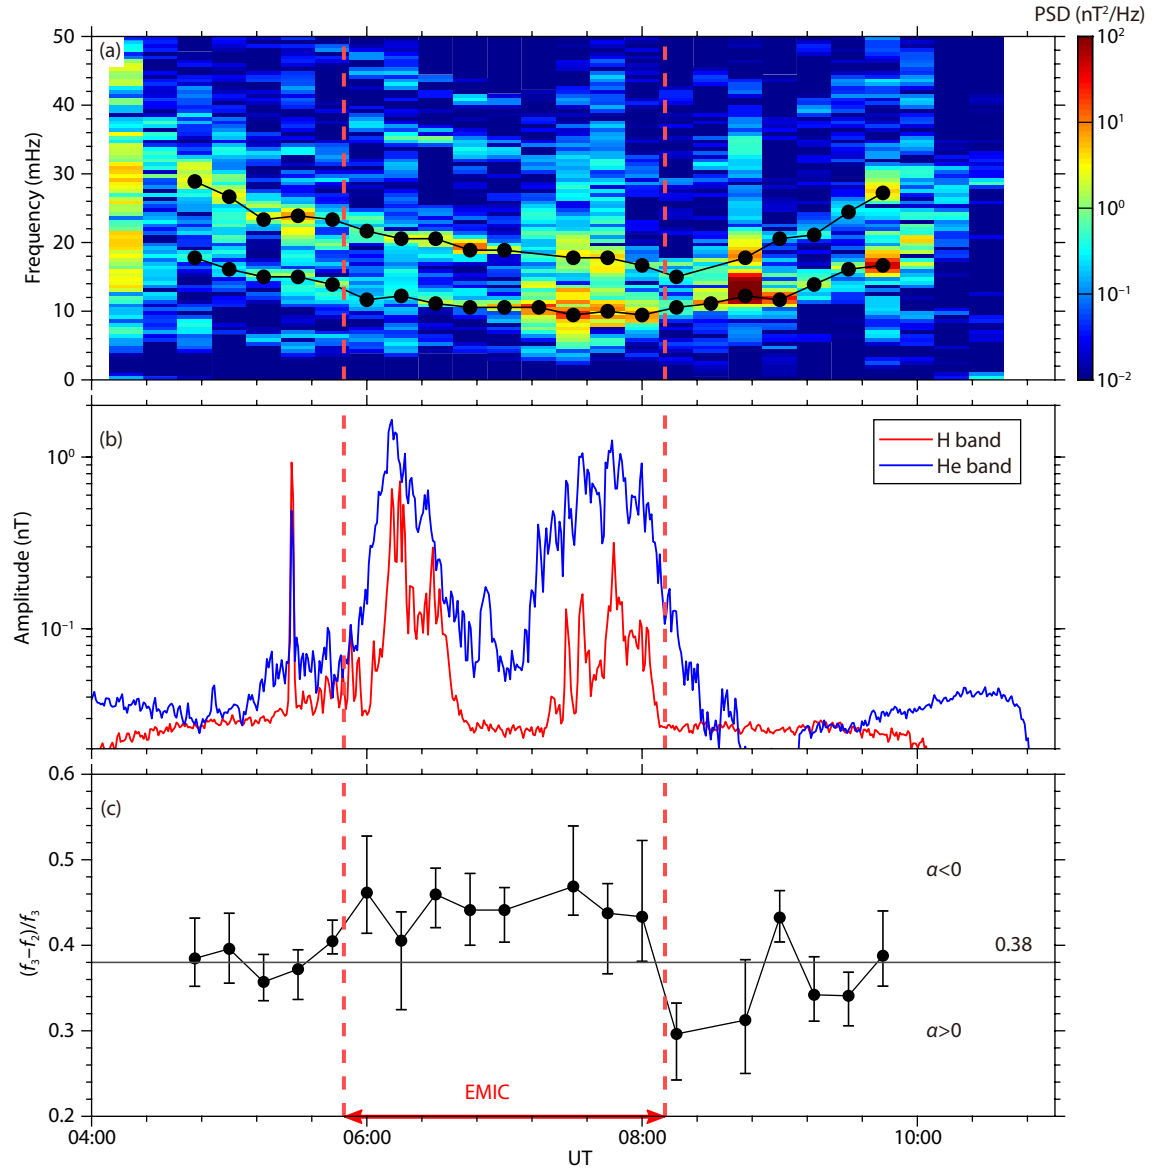 PSD (nT²/Hz)
(a)
50
40
30
20
10
0
Frequency (mHz)
10²
10¹
10⁰
10⁻¹
10⁻²
(b)
H band
He band
10⁰
10⁻¹
Amplitude (nT)
(c)
0.6
0.5
0.4
0.3
0.2
(f₃−f₂)/f₃
α<0
0.38
α>0
EMIC
04:00 06:00 08:00 10:00
UT